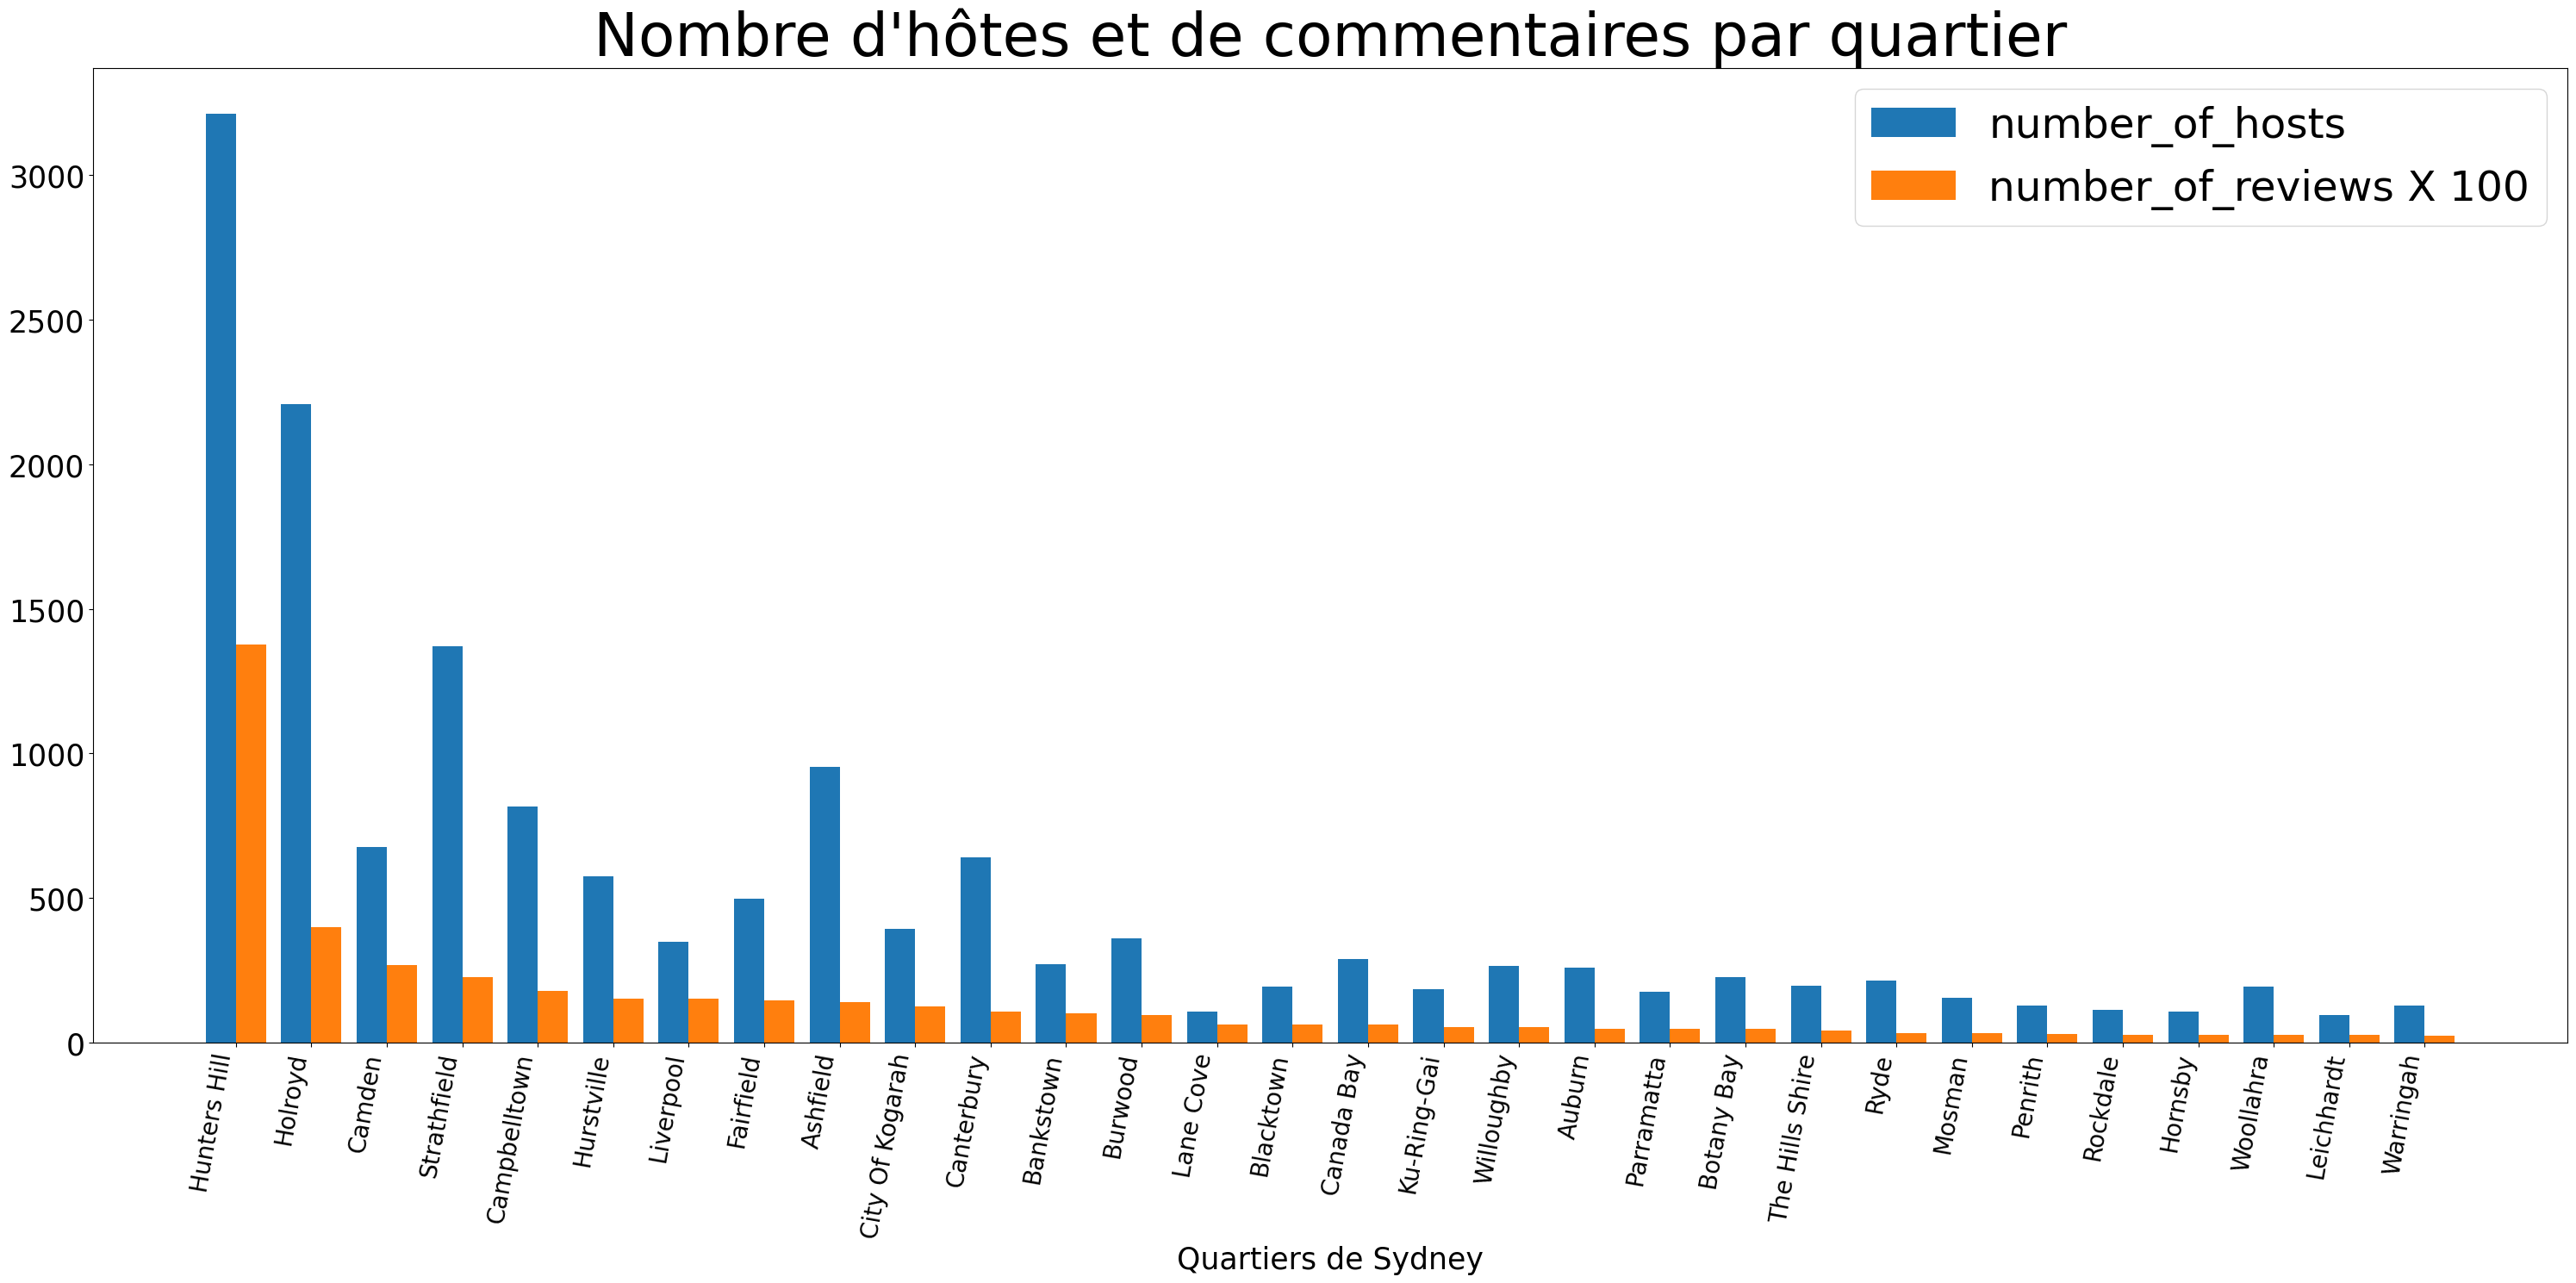 Nombre d'hôtes et de commentaires par quartier
number_of_hosts
number_of_reviews X 100
3000
2500
2000
1500
1000
500
0
Hunters Hill
Holroyd
Camden
Strathfield
Campbelltown
Hurstville
Liverpool
Fairfield
Ashfield
City Of Kogarah
Canterbury
Bankstown
Burwood
Lane Cove
Blacktown
Canada Bay
Ku-Ring-Gai
Willoughby
Auburn
Parramatta
Botany Bay
The Hills Shire
Ryde
Mosman
Penrith
Rockdale
Hornsby
Woollahra
Leichhardt
Warringah
Quartiers de Sydney